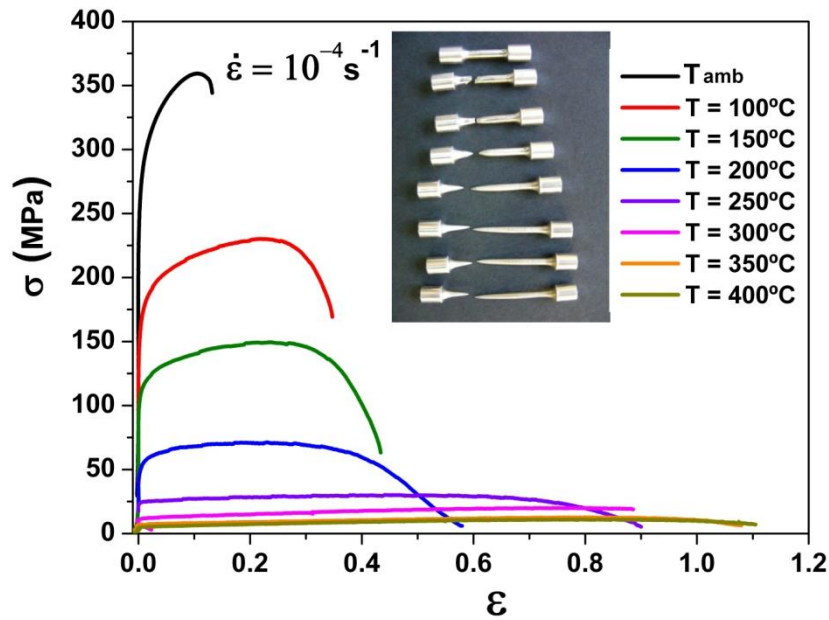 400
350
300
250
200
150
100
50
0
σ (MPa)
ε̇ = 10⁻⁴s⁻¹
T amb
T = 100ºC
T = 150ºC
T = 200ºC
T = 250ºC
T = 300ºC
T = 350ºC
T = 400ºC
0.0 0.2 0.4 0.6 0.8 1.0 1.2
ε